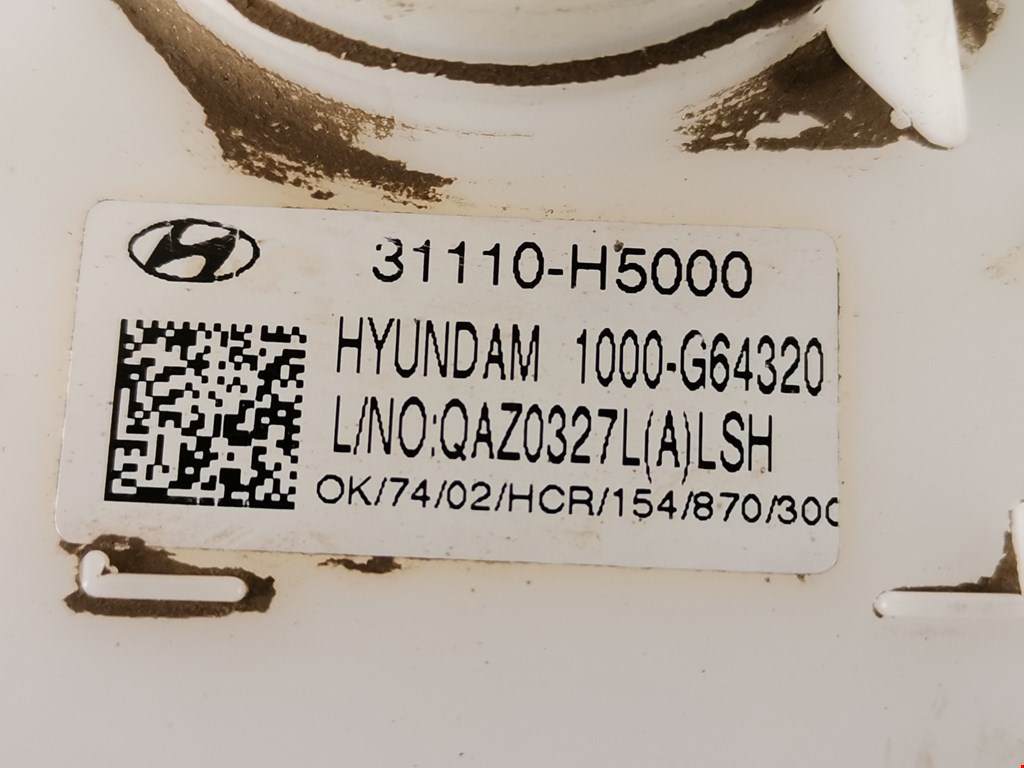 31110-H5000
HYUNDAM 1000-G64320
L/NO:QAZ0327L(A)LSH
OK/74/02/HCR/154/870/300